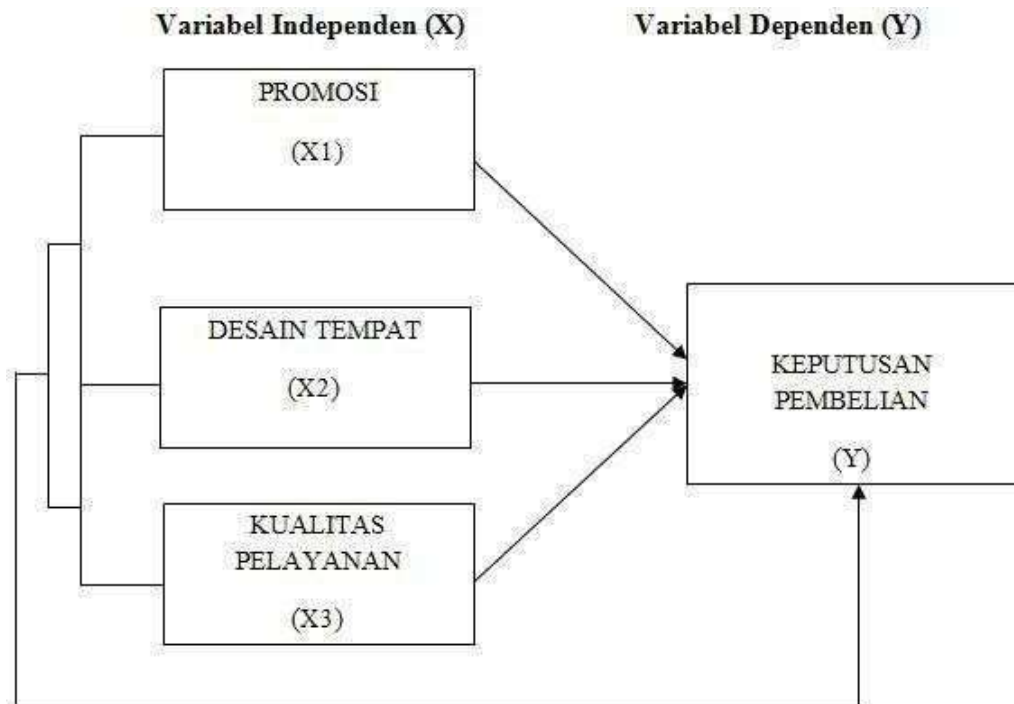 Variabel Independen (X)
Variabel Dependen (Y)
PROMOSI
(X1)
DESAIN TEMPAT
(X2)
KUALITAS
PELAYANAN
(X3)
KEPUTUSAN
PEMBELIAN
(Y)